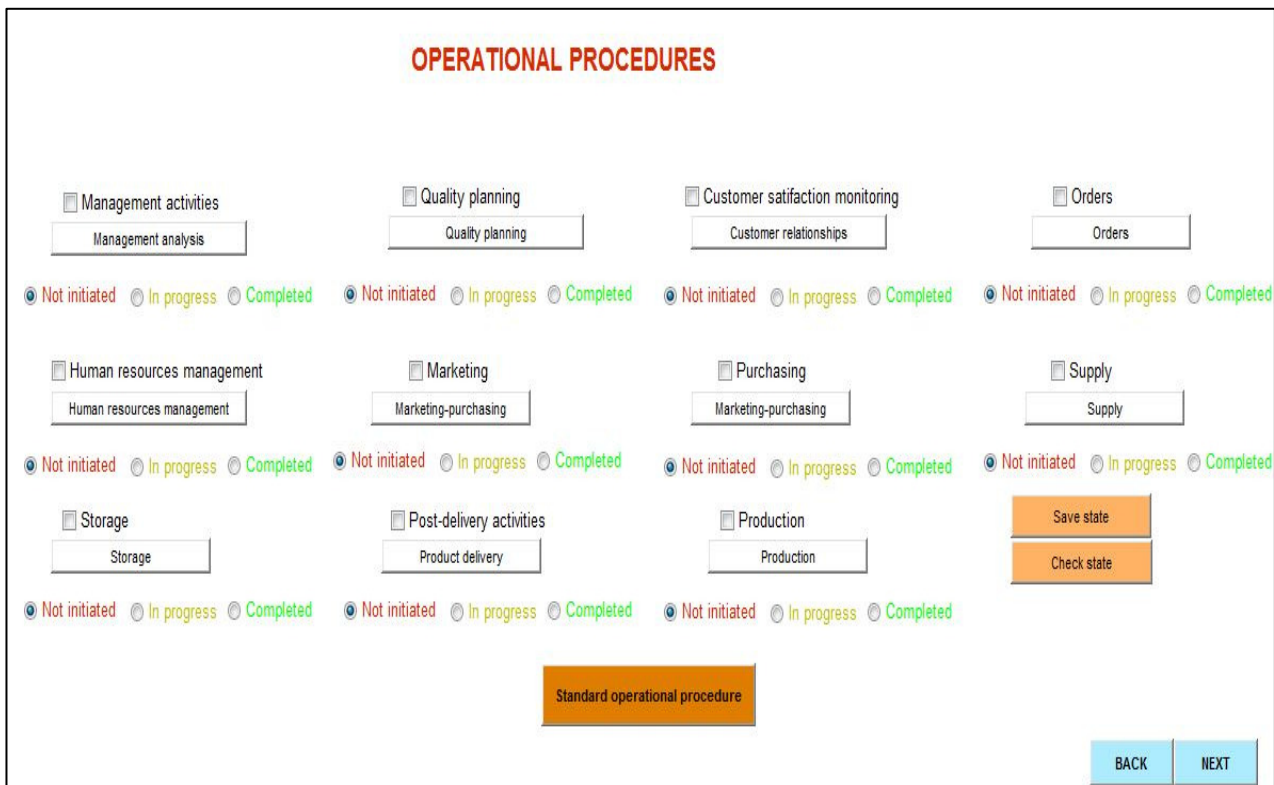 OPERATIONAL PROCEDURES
Management activities
Quality planning
Customer satifaction monitoring
Orders
Management analysis
Quality planning
Customer relationships
Orders
Not initiated In progress Completed
Not initiated In progress Completed
Not initiated In progress Completed
Not initiated In progress Completed
Human resources management
Marketing
Purchasing
Supply
Human resources management
Marketing-purchasing
Marketing-purchasing
Supply
Not initiated In progress Completed
Not initiated In progress Completed
Not initiated In progress Completed
Not initiated In progress Completed
Storage
Post-delivery activities
Production
Save state
Storage
Product delivery
Production
Check state
Not initiated In progress Completed
Not initiated In progress Completed
Not initiated In progress Completed
Standard operational procedure
BACK
NEXT